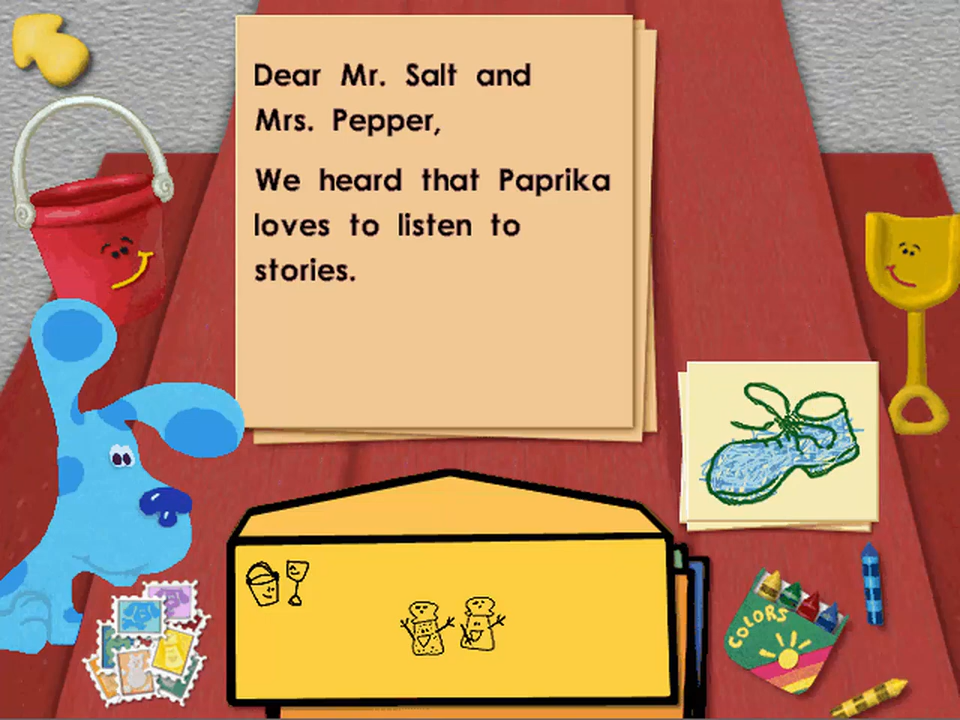 Dear Mr. Salt and
Mrs. Pepper,
We heard that Paprika
loves to listen to
stories.
COLORS